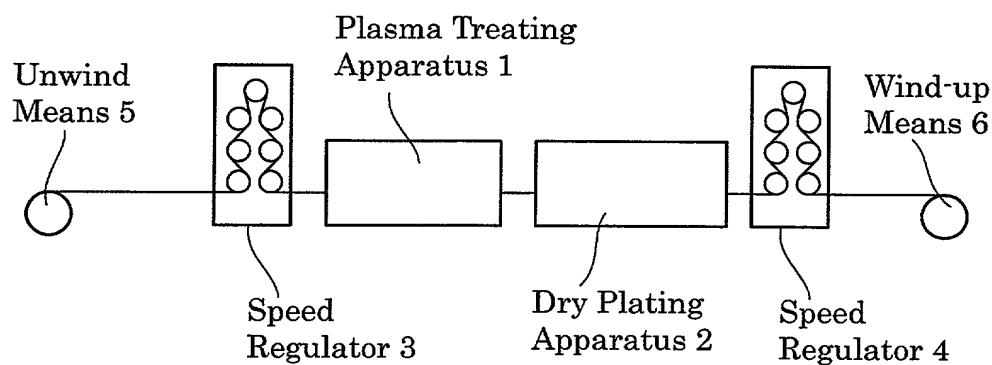 Unwind
Means 5
Plasma Treating
Apparatus 1
Wind-up
Means 6
Speed
Regulator 3
Dry Plating
Apparatus 2
Speed
Regulator 4